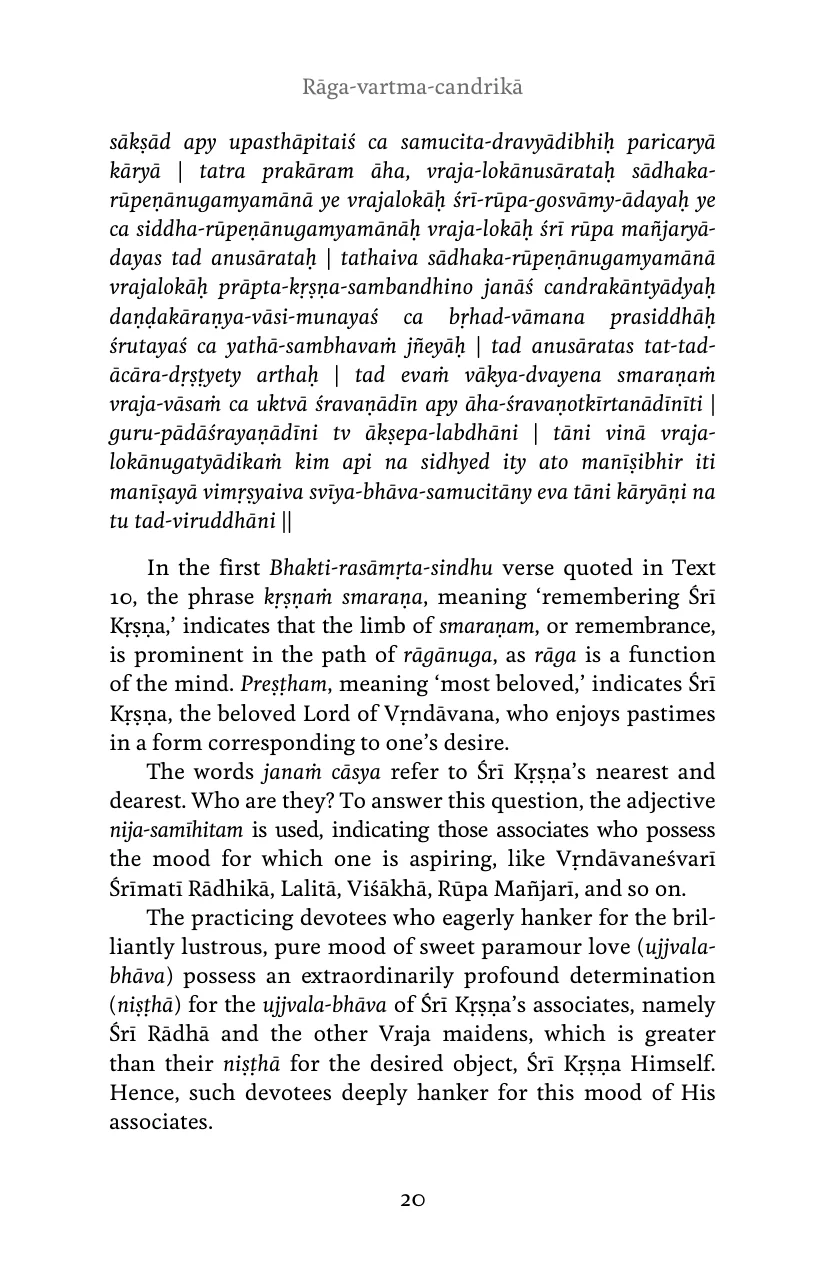 Rāga-vartma-candrikā
sākṣād apy upasthāpitaiś ca samucita-dravyādibhiḥ paricaryā
kāryā | tatra prakāram āha, vraja-lokānusārataḥ sādhaka-
rūpeṇānugamyamānā ye vrajalokāḥ śrī-rūpa-gosvāmy-ādayaḥ ye
ca siddha-rūpeṇānugamyamānāḥ vraja-lokāḥ śrī rūpa mañjaryā-
dayas tad anusārataḥ | tathaiva sādhaka-rūpeṇānugamyamānā
vrajalokāḥ prāpta-kṛṣṇa-sambandhino janāś candrakāntyādyaḥ
daṇḍakāraṇya-vāsi-munayaś ca bṛhad-vāmana prasiddhāḥ
śrutayaś ca yathā-sambhavaṁ jñeyāḥ | tad anusāratas tat-tad-
ācāra-dṛṣṭyety arthaḥ | tad evaṁ vākya-dvayena smaraṇaṁ
vraja-vāsaṁ ca uktvā śravaṇādīn apy āha-śravaṇotkīrtanādīnīti |
guru-pādāśrayaṇādīni tv ākṣepa-labdhāni | tāni vinā vraja-
lokānugatyādikaṁ kim api na sidhyed ity ato manīṣibhir iti
manīṣayā vimṛṣyaiva svīya-bhāva-samucitāny eva tāni kāryāṇi na
tu tad-viruddhāni ||
In the first Bhakti-rasāmṛta-sindhu verse quoted in Text
10, the phrase kṛṣṇaṁ smaraṇa, meaning ‘remembering Śrī
Kṛṣṇa,’ indicates that the limb of smaraṇam, or remembrance,
is prominent in the path of rāgānuga, as rāga is a function
of the mind. Preṣṭham, meaning ‘most beloved,’ indicates Śrī
Kṛṣṇa, the beloved Lord of Vṛndāvana, who enjoys pastimes
in a form corresponding to one’s desire.
The words janaṁ cāsya refer to Śrī Kṛṣṇa’s nearest and
dearest. Who are they? To answer this question, the adjective
nija-samīhitam is used, indicating those associates who possess
the mood for which one is aspiring, like Vṛndāvaneśvarī
Śrīmatī Rādhikā, Lalitā, Viśākhā, Rūpa Mañjarī, and so on.
The practicing devotees who eagerly hanker for the bril-
liantly lustrous, pure mood of sweet paramour love (ujjvala-
bhāva) possess an extraordinarily profound determination
(niṣṭhā) for the ujjvala-bhāva of Śrī Kṛṣṇa’s associates, namely
Śrī Rādhā and the other Vraja maidens, which is greater
than their niṣṭhā for the desired object, Śrī Kṛṣṇa Himself.
Hence, such devotees deeply hanker for this mood of His
associates.
20